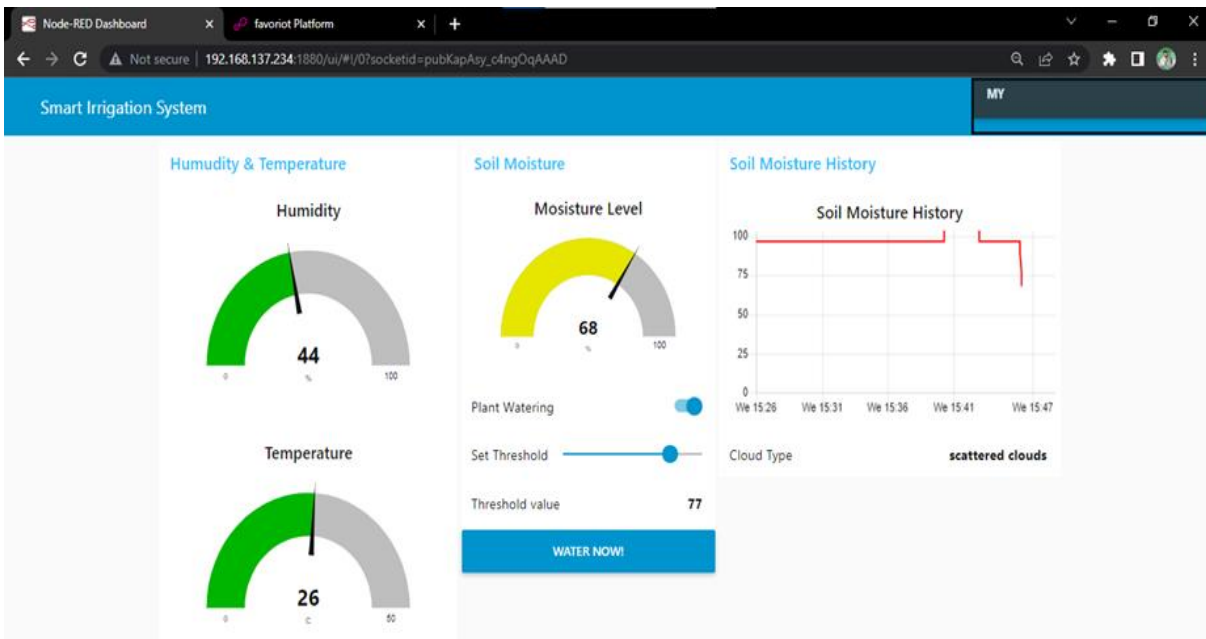 Node-RED Dashboard
favoriot Platform
Not secure
192.168.137.234:1880/ui/#!/0?socketid=pubKapAsy_c4ngOqAAAD
Smart Irrigation System
MY
Humudity & Temperature
Humidity
44
%
0
100
Temperature
26
C
0
50
Soil Moisture
Mosisture Level
68
%
0
100
Plant Watering
Set Threshold
Threshold value 77
WATER NOW!
Soil Moisture History
Soil Moisture History
100
75
50
25
0
We 15:26 We 15:31 We 15:36 We 15:41 We 15:47
Cloud Type scattered clouds